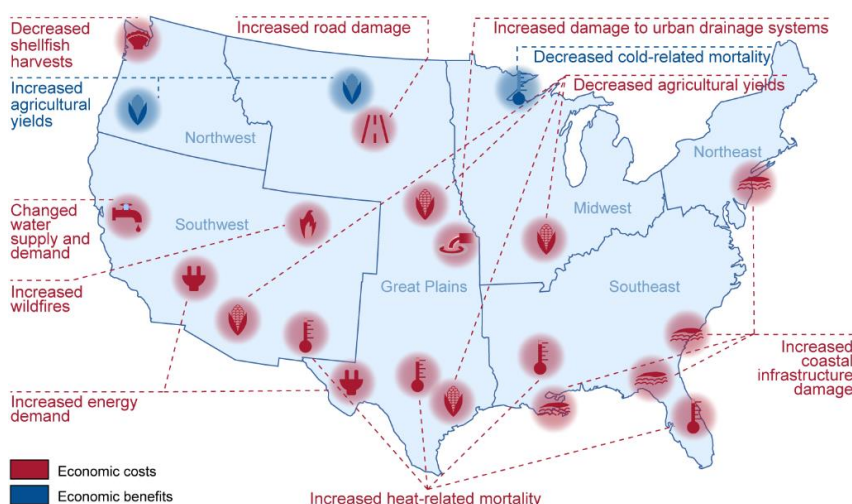 Decreased
shellfish
harvests
Increased road damage
Increased damage to urban drainage systems
Decreased cold-related mortality
Decreased agricultural yields
Increased
agricultural
yields
Northwest
Northeast
Midwest
Changed
water
supply and
demand
Southwest
Great Plains
Southeast
Increased
wildfires
Increased
coastal
infrastructure
damage
Increased energy
demand
Economic costs
Economic benefits
Increased heat-related mortality